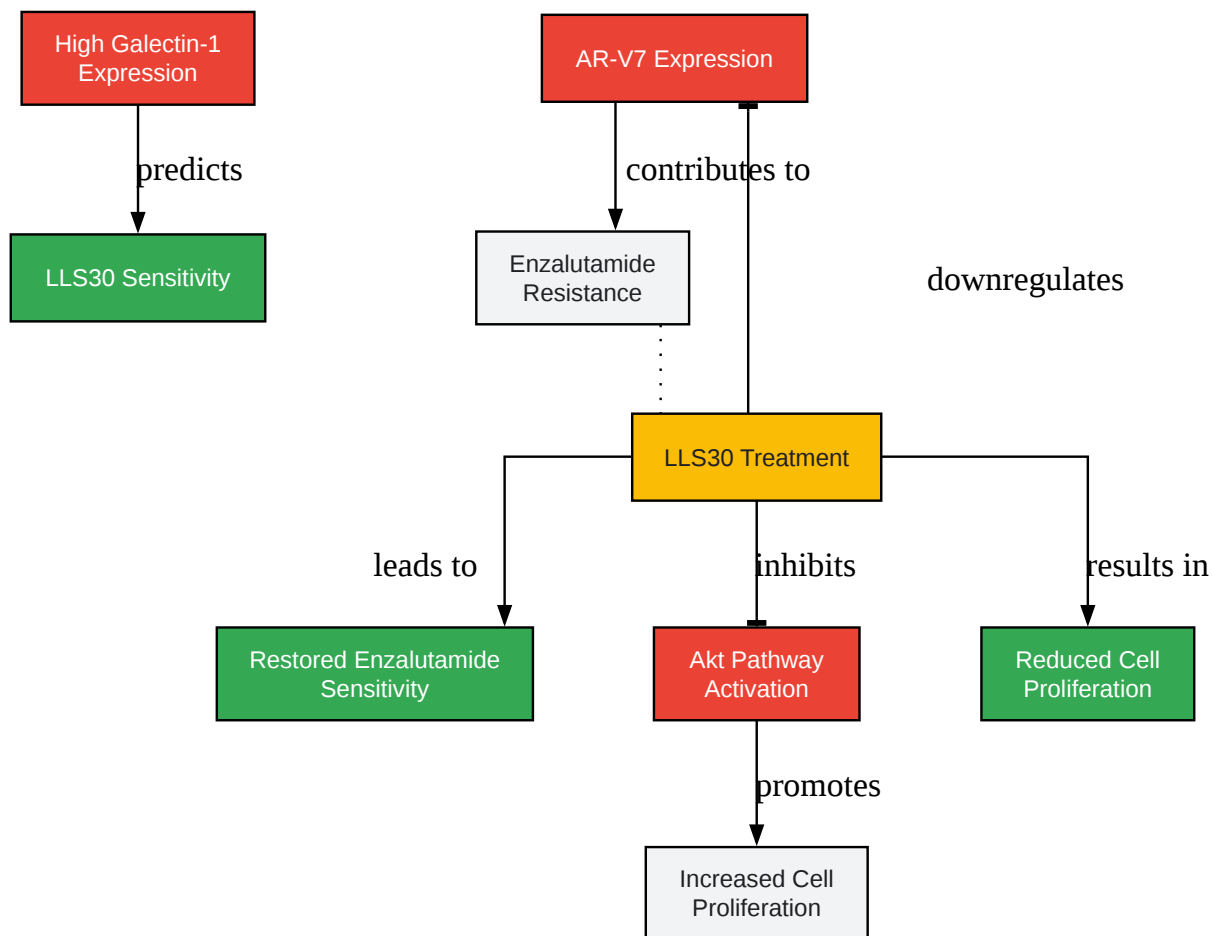 High Galectin-1
Expression
AR-V7 Expression
predicts
contributes to
LLS30 Sensitivity
Enzalutamide
Resistance
downregulates
LLS30 Treatment
leads to
inhibits
results in
Restored Enzalutamide
Sensitivity
Akt Pathway
Activation
Reduced Cell
Proliferation
promotes
Increased Cell
Proliferation